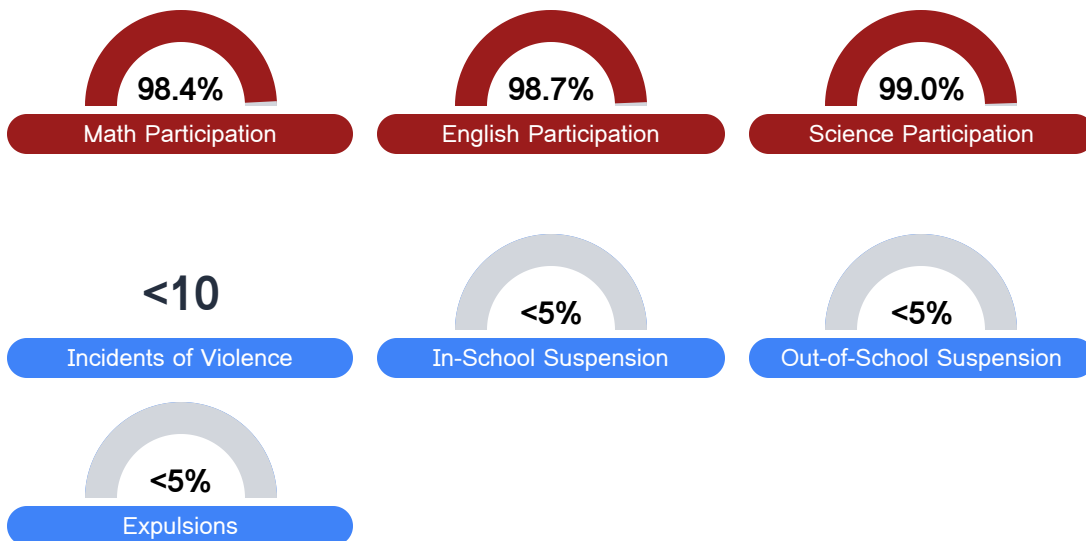 98.4%
98.7%
99.0%
Math Participation
English Participation
Science Participation
<10
<5%
<5%
Incidents of Violence
In-School Suspension
Out-of-School Suspension
<5%
Expulsions